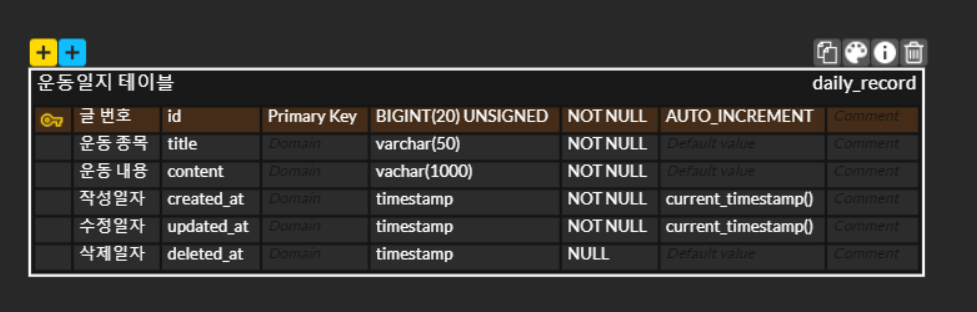 운동일지 테이블 daily_record
글 번호 id Primary Key BIGINT(20) UNSIGNED NOT NULL AUTO_INCREMENT Comment
운동 종목 title Domain varchar(50) NOT NULL Default value Comment
운동 내용 content Domain vachar(1000) NOT NULL Default value Comment
작성일자 created_at Domain timestamp NOT NULL current_timestamp() Comment
수정일자 updated_at Domain timestamp NOT NULL current_timestamp() Comment
삭제일자 deleted_at Domain timestamp NULL Default value Comment